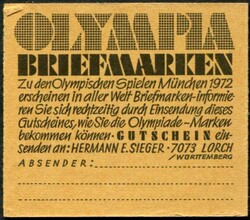 OLYMPIA
BRIEFMARKEN
Zu den Olympischen Spielen München 1972
erscheinen in aller Welt Briefmarken-informie-
ren Sie sich rechtzeitig durch Einsendung dieses
Gutscheines, wie Sie die Olympiade-Marken
bekommen können · GUTSCHEIN ein-
senden an: HERMANN E. SIEGER · 7073 LORCH
/WÜRTTEMBERG
ABSENDER: